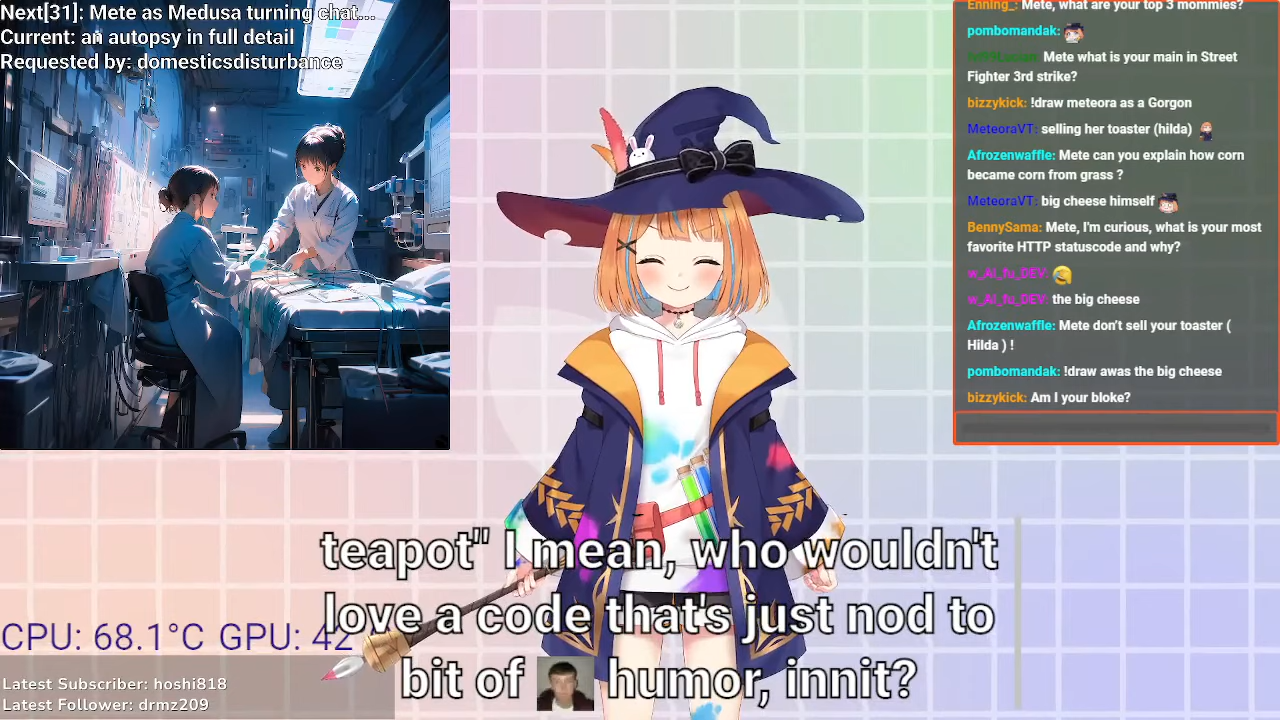 Next[31]: Mete as Medusa turning chat...
Current: an autopsy in full detail
Requested by: domesticsdisturbance
Enning_: Mete, what are your top 3 mommies?
pombomandak:
Mete what is your main in Street
Fighter 3rd strike?
bizzykick: !draw meteora as a Gorgon
MeteoraVT: selling her toaster (hilda)
Afrozenwaffle: Mete can you explain how corn
became corn from grass ?
MeteoraVT: big cheese himself
BennySama: Mete, I'm curious, what is your most
favorite HTTP statuscode and why?
w_AI_fu_DEV:
w_AI_fu_DEV: the big cheese
Afrozenwaffle: Mete don't sell your toaster (
Hilda ) !
pombomandak: !draw awas the big cheese
bizzykick: Am I your bloke?
teapot" I mean, who wouldn't
love a code that's just nod to
bit of humor, innit?
CPU: 68.1°C GPU: 42
Latest Subscriber: hoshi818
Latest Follower: drmz209